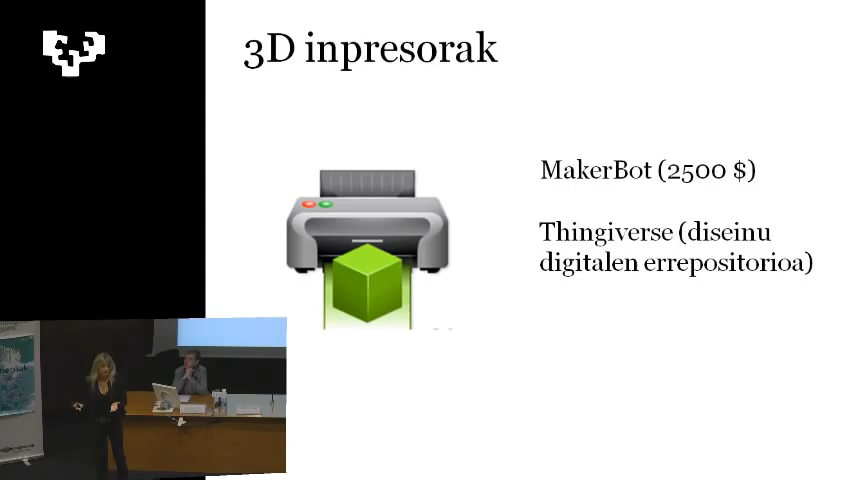 3D inpresorak
MakerBot (2500 $)
Thingiverse (diseinu
digitalen errepositorioa)